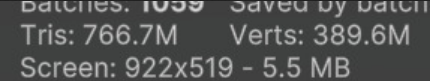 Batches: 1059 Saved by batch
Tris: 766.7M Verts: 389.6M
Screen: 922x519 - 5.5 MB